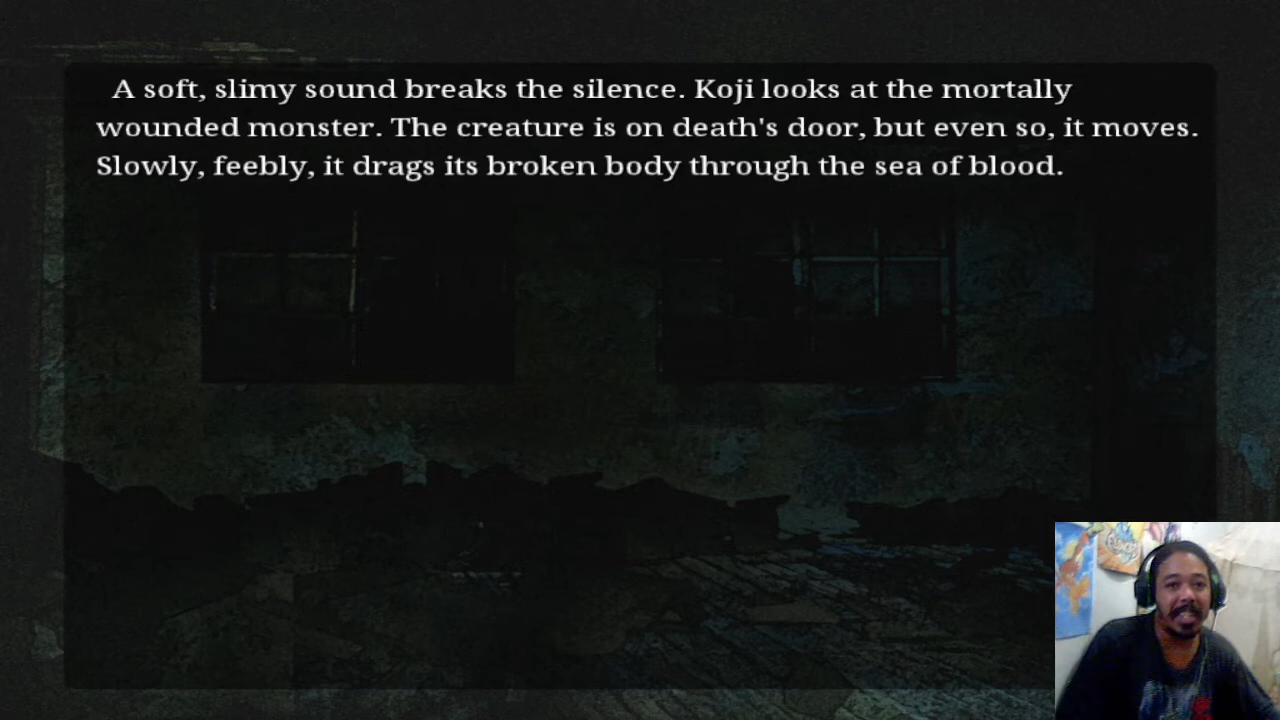 A soft, slimy sound breaks the silence. Koji looks at the mortally
wounded monster. The creature is on death's door, but even so, it moves.
Slowly, feebly, it drags its broken body through the sea of blood.